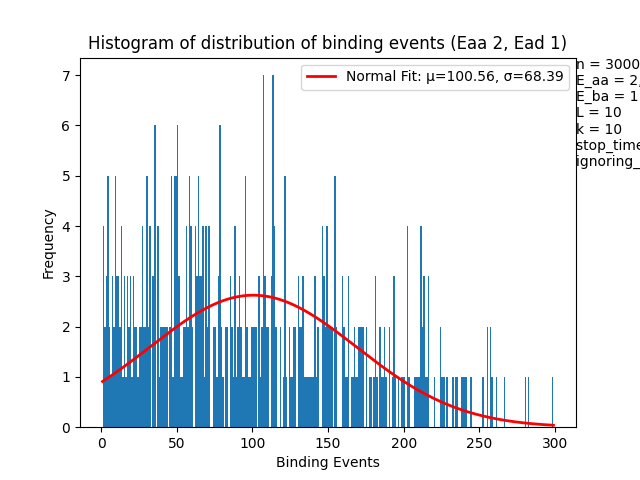 Histogram of distribution of binding events (Eaa 2, Ead 1)
Normal Fit: μ=100.56, σ=68.39
n = 3000
E_aa = 2,
E_ba = 1
L = 10
k = 10
stop_time
ignoring_
Frequency
7
6
5
4
3
2
1
0
0 50 100 150 200 250 300
Binding Events